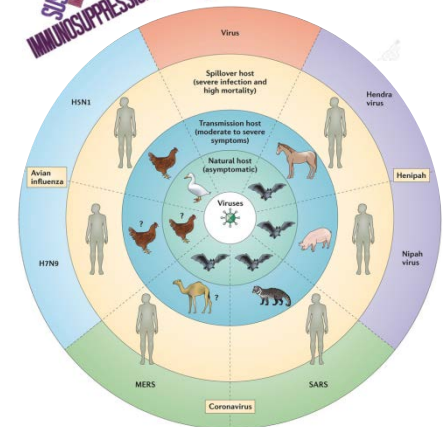 IMMUNOSUPPRESSION
Virus
Spillover host
(severe infection and
high mortality)
H5N1
Hendra
virus
Transmission host
(moderate to severe
symptoms)
Natural host
(asymptomatic)
Avian
influenza
Henipah
Viruses
?
?
H7N9
Nipah
virus
?
MERS
SARS
Coronavirus